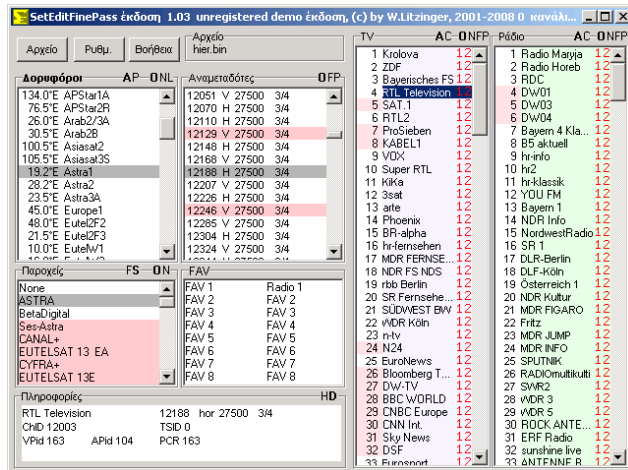 SetEditFinePass έκδοση 1.03 unregistered demo έκδοση, (c) by W.Litzinger, 2001-2008 0 κανάλι...
Αρχείο Ρυθμ. Βοήθεια
Αρχείο
hier.bin
Δορυφόροι AP ONL
134.0°E APStar1A
76.5°E APStar2R
26.0°E Arab2/3A
30.5°E Arab2B
100.5°E Asiasat2
105.5°E Asiasat3S
19.2°E Astra1
28.2°E Astra2
23.5°E Astra3A
45.0°E Europe1
48.0°E Eutel2F2
21.5°E Eutel2F3
10.0°E EutelW1
Αναμεταδότες OFP
12051 V 27500 3/4
12070 H 27500 3/4
12110 H 27500 3/4
12129 V 27500 3/4
12148 H 27500 3/4
12168 V 27500 3/4
12188 H 27500 3/4
12207 V 27500 3/4
12226 H 27500 3/4
12246 V 27500 3/4
12285 V 27500 3/4
12304 H 27500 3/4
12324 V 27500 3/4
Παροχείς FS ON
None
ASTRA
BetaDigital
Ses-Astra
CANAL+
EUTELSAT 13 EA
CYFRA+
EUTELSAT 13E
FAV
FAV 1 Radio 1
FAV 2 FAV 2
FAV 3 FAV 3
FAV 4 FAV 4
FAV 5 FAV 5
FAV 6 FAV 6
FAV 7 FAV 7
FAV 8 FAV 8
Πληροφορίες HD
RTL Television 12188 hor 27500 3/4
ChID 12003 TSID 0
VPid 163 APid 104 PCR 163
TV AC ONFP
1 Krolova 12
2 ZDF 12
3 Bayerisches FS 12
4 RTL Television 12
5 SAT.1 12
6 RTL2 12
7 ProSieben 12
8 KABEL1 12
9 VOX 12
10 Super RTL 12
11 KiKa 12
12 3sat 12
13 arte 12
14 Phoenix 12
15 BR-alpha 12
16 hr-fernsehen 12
17 MDR FERNSE... 12
18 NDR FS NDS 12
19 rbb Berlin 12
20 SR Fernsehe... 12
21 SÜDWEST BW 12
22 WDR Köln 12
23 n-tv 12
24 N24 12
25 EuroNews 12
26 Bloomberg T... 12
27 DW-TV 12
28 BBC WORLD 12
29 CNBC Europe 12
30 CNN Int. 12
31 Sky News 12
32 DSF 12
33 Eurosport 12
Ράδιο AC ONFP
1 Radio Maryja 12
2 Radio Horeb 12
3 RDC 12
4 DW01 12
5 DW03 12
6 DW04 12
7 Bayern 4 Kla... 12
8 B5 aktuell 12
9 hr-info 12
10 hr2 12
11 hr-klassik 12
12 YOU FM 12
13 Bayern 1 12
14 NDR Info 12
15 NordwestRadio 12
16 SR 1 12
17 DLR-Berlin 12
18 DLF-Köln 12
19 Österreich 1 12
20 NDR Kultur 12
21 MDR FIGARO 12
22 Fritz 12
23 MDR JUMP 12
24 MDR INFO 12
25 SPUTNIK 12
26 RADIOmultikulti 12
27 SWR2 12
28 WDR 3 12
29 WDR 5 12
30 ROCK ANTE... 12
31 ERF Radio 12
32 sunshine live 12
33 ANTENNE B... 12